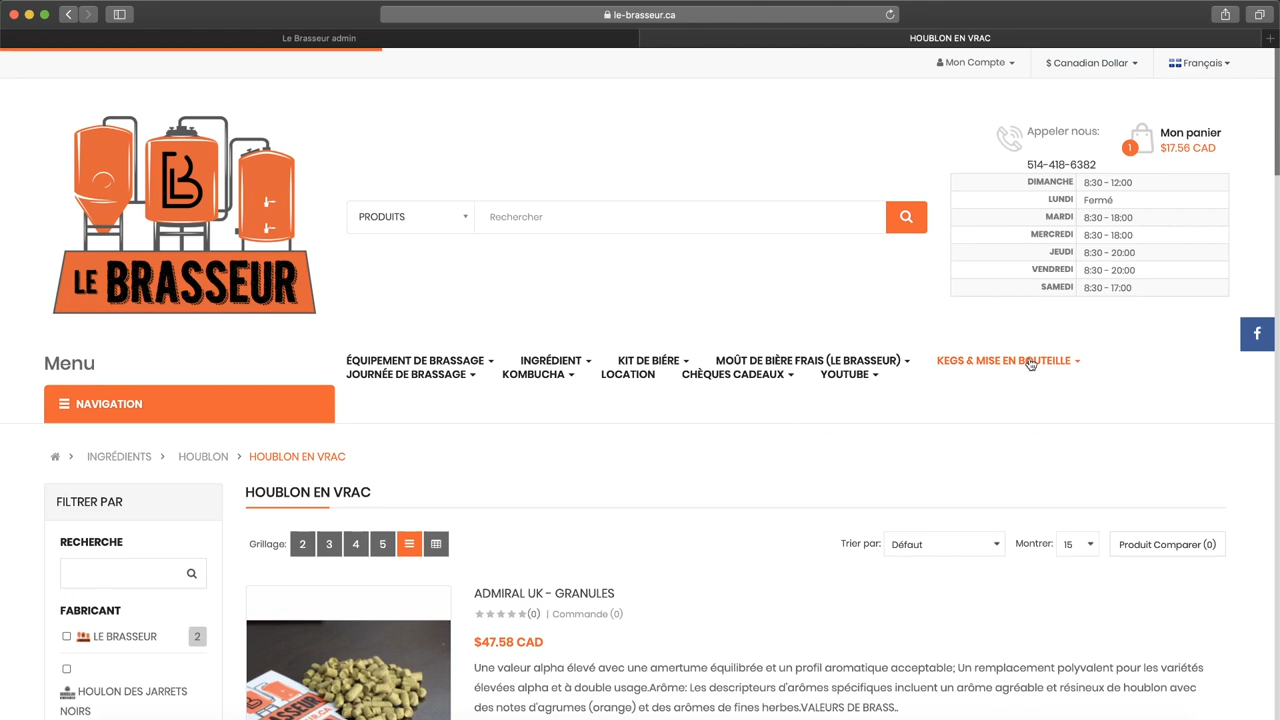 le-brasseur.ca
Le Brasseur admin
HOUBLON EN VRAC
Mon Compte
$ Canadian Dollar
Français
LB
LE BRASSEUR
PRODUITS
Rechercher
Appeler nous:
514-418-6382
1
Mon panier
$17.56 CAD
DIMANCHE 8:30 - 12:00
LUNDI Fermé
MARDI 8:30 - 18:00
MERCREDI 8:30 - 18:00
JEUDI 8:30 - 20:00
VENDREDI 8:30 - 20:00
SAMEDI 8:30 - 17:00
f
Menu
ÉQUIPEMENT DE BRASSAGE INGRÉDIENT KIT DE BIÉRE MOÛT DE BIÈRE FRAIS (LE BRASSEUR) KEGS & MISE EN BOUTEILLE
JOURNÉE DE BRASSAGE KOMBUCHA LOCATION CHÈQUES CADEAUX YOUTUBE
NAVIGATION
INGRÉDIENTS > HOUBLON > HOUBLON EN VRAC
FILTRER PAR
RECHERCHE
FABRICANT
LE BRASSEUR 2
HOULON DES JARRETS
NOIRS
HOUBLON EN VRAC
Grillage: 2 3 4 5
Trier par: Défaut
Montrer: 15
Produit Comparer (0)
ADMIRAL UK - GRANULES
(0) | Commande (0)
$47.58 CAD
Une valeur alpha élevé avec une amertume équilibrée et un profil aromatique acceptable; Un remplacement polyvalent pour les variétés
élevées alpha et à double usage.Arôme: Les descripteurs d'arômes spécifiques incluent un arôme agréable et résineux de houblon avec
des notes d'agrumes (orange) et des arômes de fines herbes.VALEURS DE BRASS..